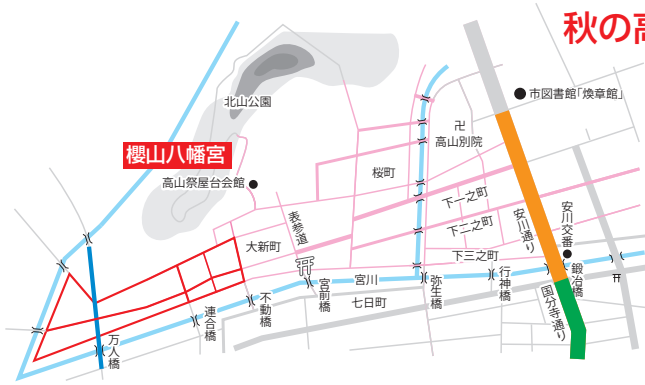 秋の高
市図書館「煥章館」
北山公園
卍
高山別院
櫻山八幡宮
桜町
高山祭屋台会館
下一之町
表参道
安川通り
安川交番
下二之町
大新町
下三之町
宮川
行神橋
鍛冶橋
弥生橋
宮前橋
七日町
不動橋
連合橋
国分寺通り
万人橋